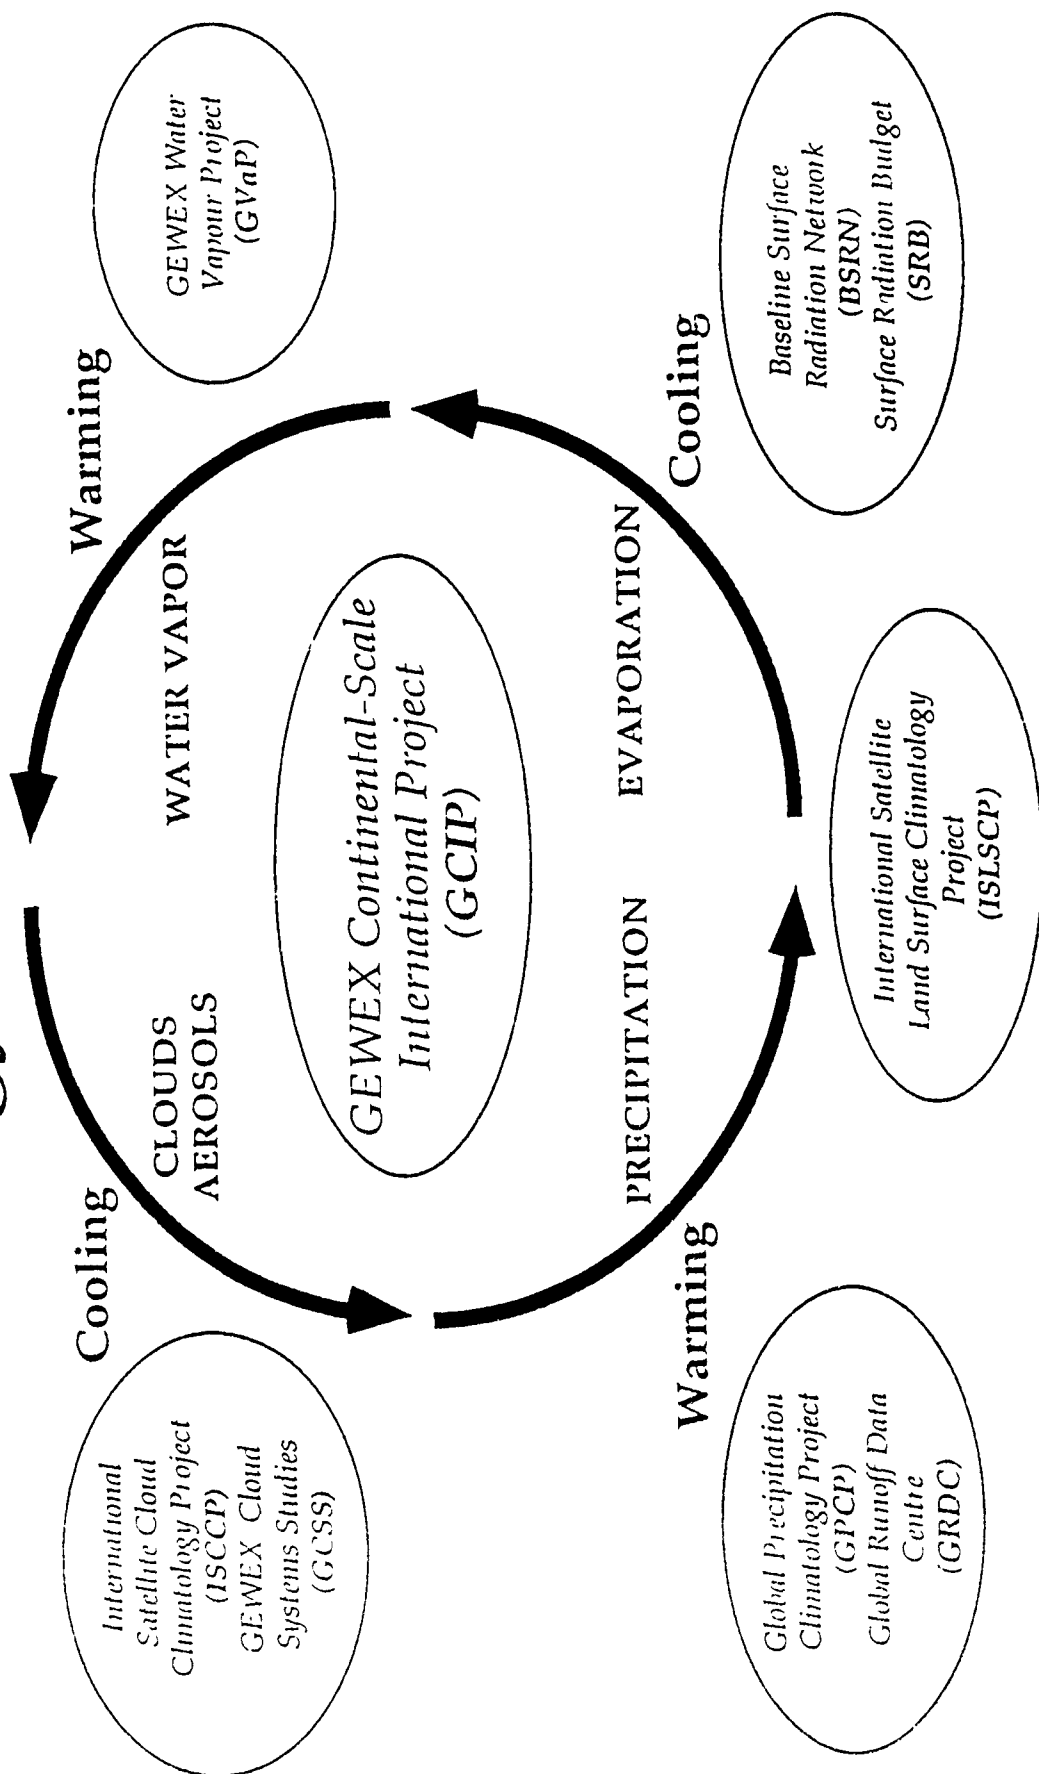 Cooling
Warming
International
Satellite Cloud
Climatology Project
(ISCCP)
GEWEX Cloud
Systems Studies
(GCSS)
CLOUDS
AEROSOLS
WATER VAPOR
GEWEX Water
Vapour Project
(GVaP)
GEWEX Continental-Scale
International Project
(GCIP)
PRECIPITATION
EVAPORATION
Warming
Cooling
Global Precipitation
Climatology Project
(GPCP)
Global Runoff Data
Centre
(GRDC)
International Satellite
Land Surface Climatology
Project
(ISLSCP)
Baseline Surface
Radiation Network
(BSRN)
Surface Radiation Budget
(SRB)